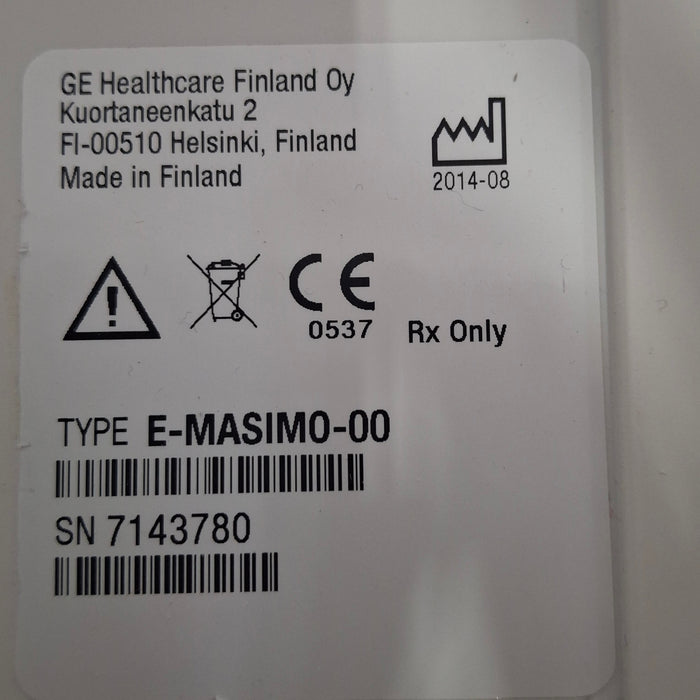 GE Healthcare Finland Oy
Kuortaneenkatu 2
FI-00510 Helsinki, Finland
Made in Finland
2014-08
CE
0537
Rx Only
TYPE E-MASIMO-00
SN 7143780